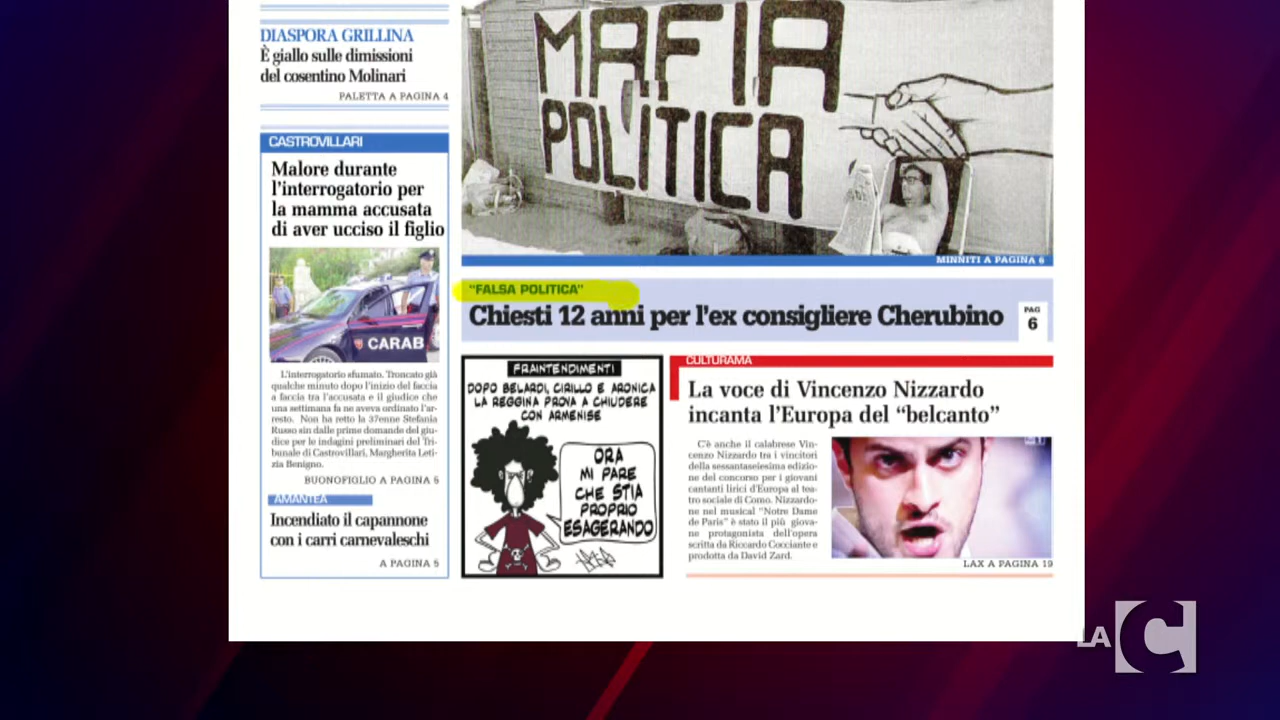 DIASPORA GRILLINA
È giallo sulle dimissioni
del cosentino Molinari
PALETTA A PAGINA 4
CASTROVILLARI
Malore durante
l'interrogatorio per
la mamma accusata
di aver ucciso il figlio
CARAB
L'interrogatorio sfumato. Troncato già
qualche minuto dopo l'inizio del faccia
a faccia tra l'accusata e il giudice che
una settimana fa ne aveva ordinato l'ar-
resto. Non ha retto la 37enne Stefania
Russo sin dalle prime domande del giu-
dice per le indagini preliminari del Tri-
bunale di Castrovillari, Margherita Leti-
zia Benigno.
BUONOFIGLIO A PAGINA 5
AMANTEA
Incendiato il capannone
con i carri carnevaleschi
A PAGINA 5
MAFIA
POLITICA
MINNITI A PAGINA 6
"FALSA POLITICA"
Chiesti 12 anni per l'ex consigliere Cherubino
PAG
6
FRAINTENDIMENTI
DOPO BELARDI, CIRILLO E ARONICA
LA REGGINA PROVA A CHIUDERE
CON ARMENISE
ORA
MI PARE
CHE STIA
PROPRIO
ESAGERANDO
CULTURAMA
La voce di Vincenzo Nizzardo
incanta l'Europa del "belcanto"
C'è anche il calabrese Vin-
cenzo Nizzardo tra i vincitori
della sessantaseiesima edizio-
ne del concorso per i giovani
cantanti lirici d'Europa al tea-
tro sociale di Como. Nizzardo-
ne nel musical "Notre Dame
de Paris" è stato il più giova-
ne protagonista dell'opera
scritta da Riccardo Cocciante e
prodotta da David Zard.
LAX A PAGINA 19
LA C